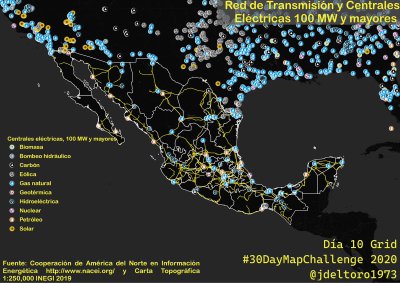 Red de Transmisión y Centrales
Eléctricas 100 MW y mayores
Centrales eléctricas, 100 MW y mayores
Biomasa
Bombeo hidráulico
Carbón
Eólica
Gas natural
Geotérmica
Hidroeléctrica
Nuclear
Petróleo
Solar
Fuente: Cooperación de América del Norte en Información
Energética http://www.nacei.org/ y Carta Topográfica
1:250,000 INEGI 2019
Día 10 Grid
#30DayMapChallenge 2020
@jdeltoro1973